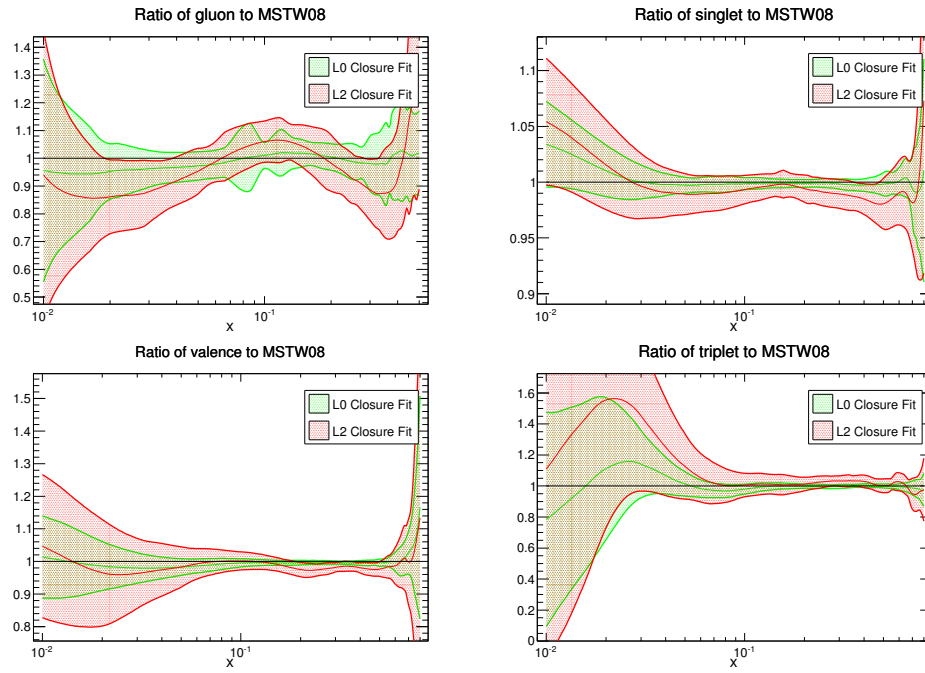 Ratio of gluon to MSTW08
1.4
1.3
1.2
1.1
1
0.9
0.8
0.7
0.6
0.5
L0 Closure Fit
L2 Closure Fit
10-2
10-1
x
Ratio of singlet to MSTW08
1.1
1.05
1
0.95
0.9
L0 Closure Fit
L2 Closure Fit
10-2
10-1
x
Ratio of valence to MSTW08
1.5
1.4
1.3
1.2
1.1
1
0.9
0.8
L0 Closure Fit
L2 Closure Fit
10-2
10-1
x
Ratio of triplet to MSTW08
1.6
1.4
1.2
1
0.8
0.6
0.4
0.2
0
L0 Closure Fit
L2 Closure Fit
10-2
10-1
x